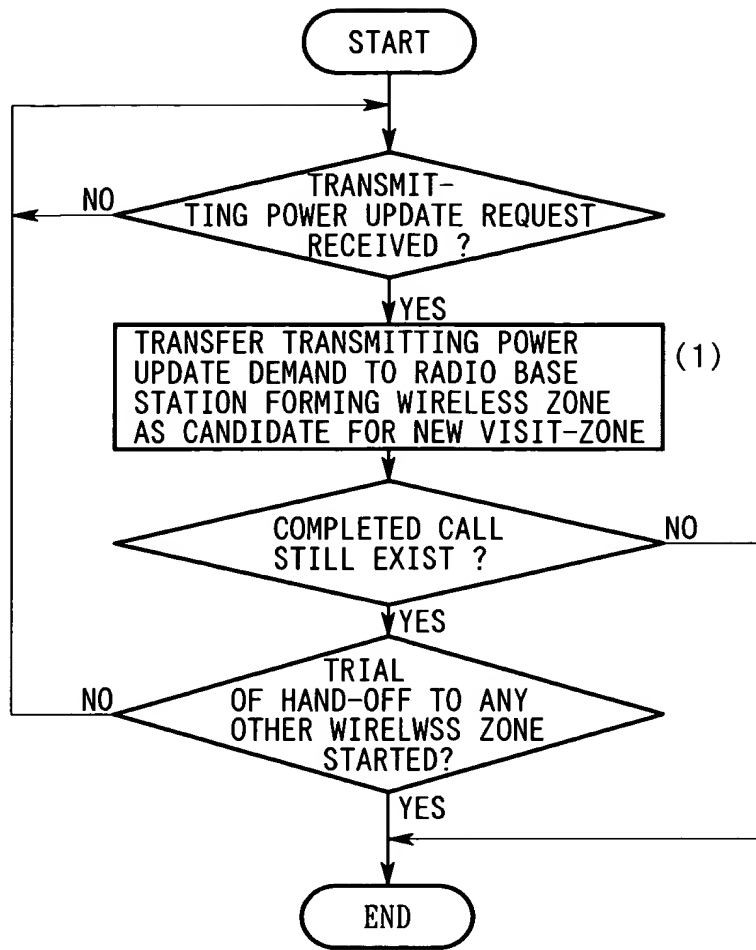 START
TRANSMIT-
TING POWER UPDATE REQUEST
RECEIVED ?
NO
YES
TRANSFER TRANSMITTING POWER
UPDATE DEMAND TO RADIO BASE
STATION FORMING WIRELESS ZONE
AS CANDIDATE FOR NEW VISIT-ZONE
(1)
COMPLETED CALL
STILL EXIST ?
NO
YES
TRIAL
OF HAND-OFF TO ANY
OTHER WIRELWSS ZONE
STARTED?
NO
YES
END